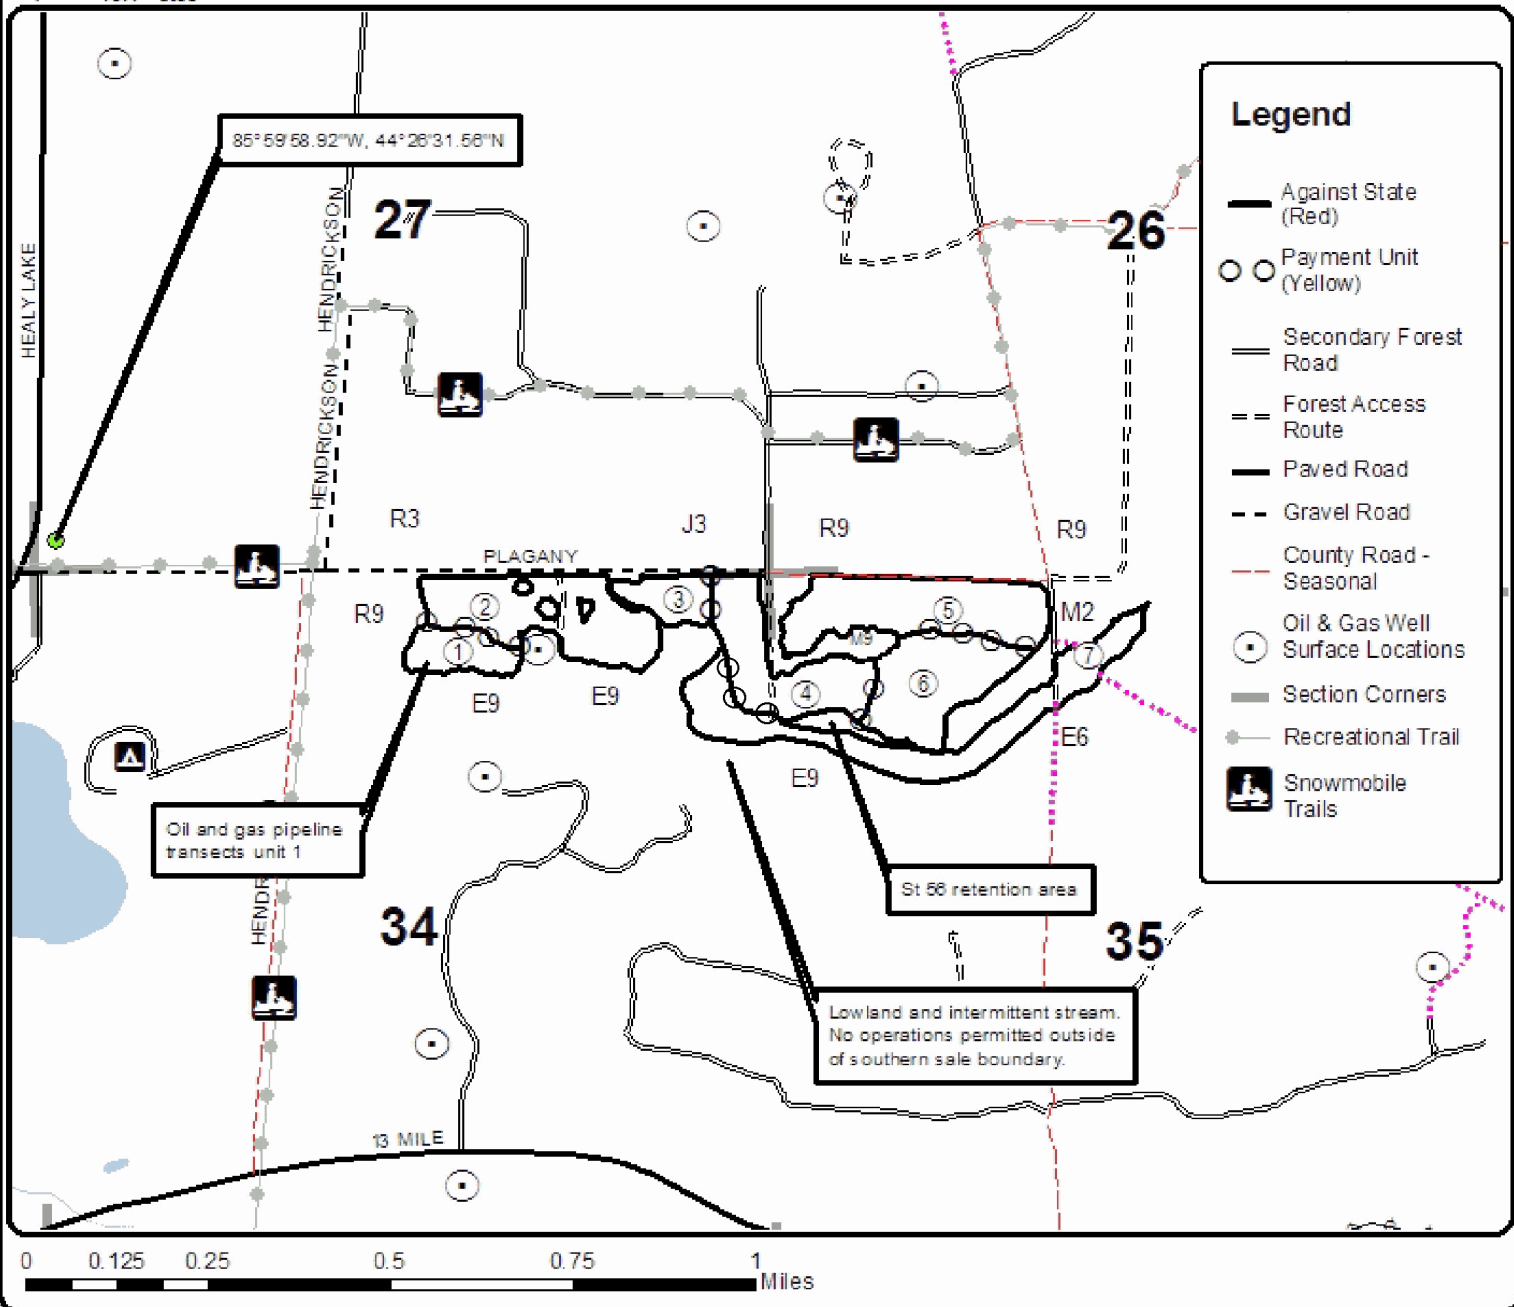 85°59'58.92"W, 44°26'31.56"N
HEALY LAKE
HENDRICKSON
HENDRICKSON
27
26
R3
J3
R9
R9
PLAGANY
R9
2
3
5
M2
1
M9
7
4
6
E9
E9
E6
E9
Oil and gas pipeline
transects unit 1
HENDR
St 56 retention area
34
35
Lowland and intermittent stream.
No operations permitted outside
of southern sale boundary.
13 MILE
Legend
Against State
(Red)
Payment Unit
(Yellow)
Secondary Forest
Road
Forest Access
Route
Paved Road
Gravel Road
County Road -
Seasonal
Oil & Gas Well
Surface Locations
Section Corners
Recreational Trail
Snowmobile
Trails
0 0.125 0.25 0.5 0.75 1
Miles